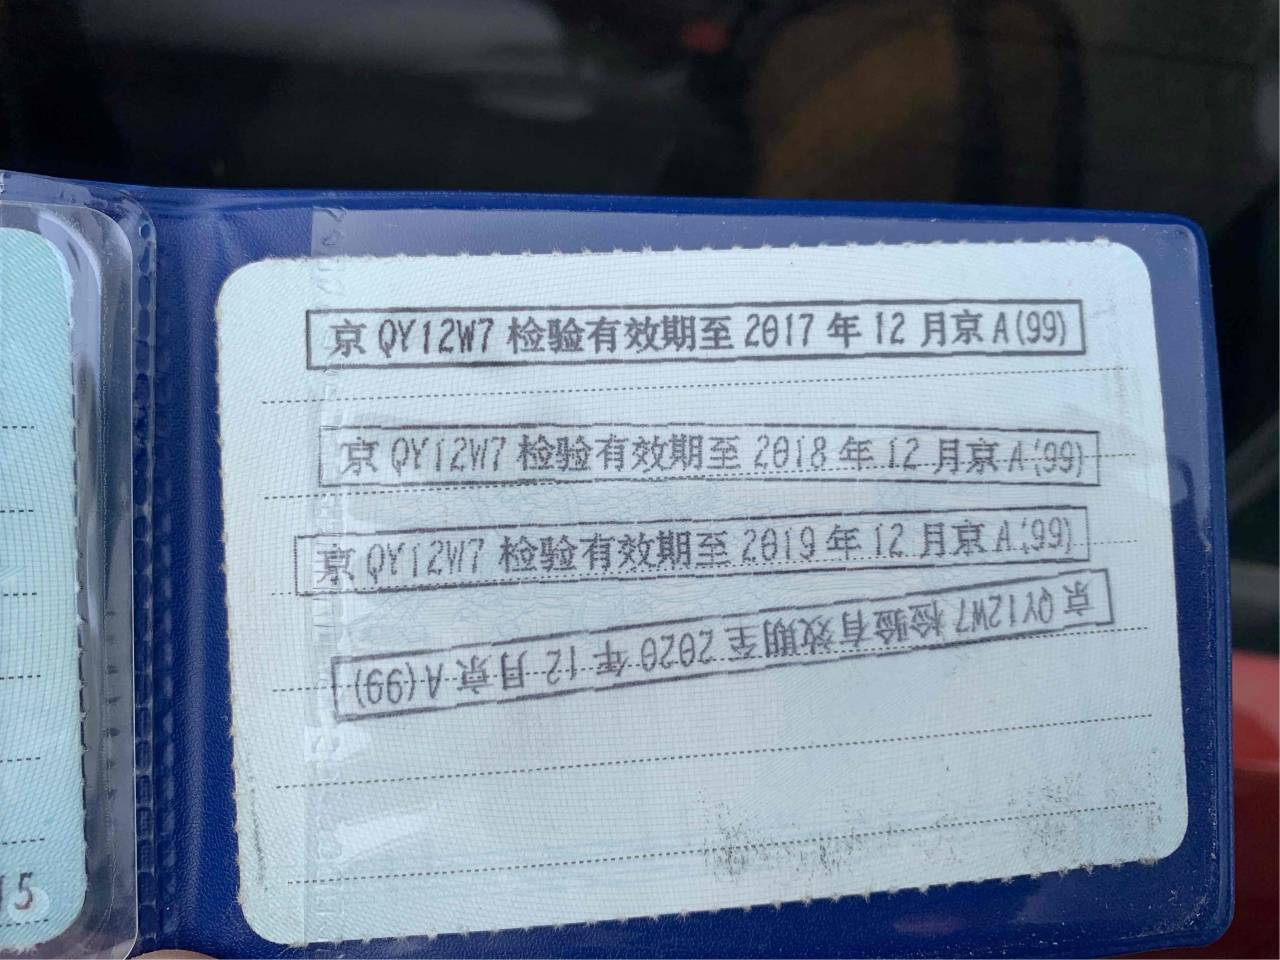 京 QY12W7 检验有效期至 2017 年 12 月京 A(99)
京 QY12W7 检验有效期至 2018 年 12 月京 A(99)
京 QY12W7 检验有效期至 2019 年 12 月京 A(99)
京 QY12W7 检验有效期至 2020 年 12 月京 A(99)
15